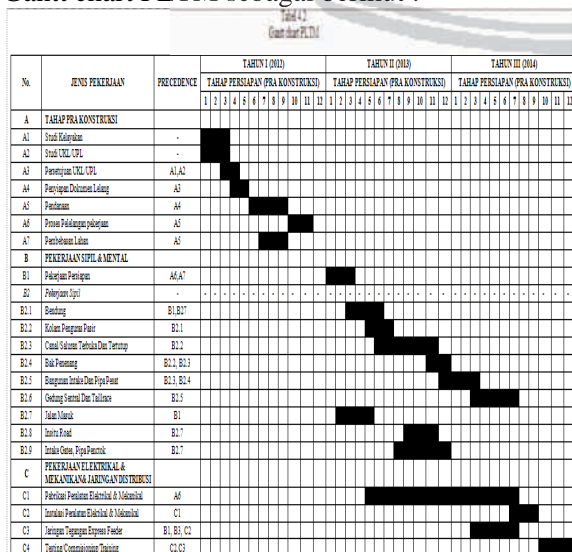 Gantt chart PLTM sebagai berikut :
Tabel 4.2
Gantt chart PLTM
No. JENIS PEKERJAAN PRECEDENCE TAHUN I (2012) TAHUN II (2013) TAHUN III (2014)
TAHAP PERSIAPAN (PRA KONSTRUKSI) TAHAP PERSIAPAN (PRA KONSTRUKSI) TAHAP PERSIAPAN (PRA KONSTRUKSI)
1 2 3 4 5 6 7 8 9 10 11 12 1 2 3 4 5 6 7 8 9 10 11 12 1 2 3 4 5 6 7 8 9 10 11 12
A TAHAP PRA KONSTRUKSI
A1 Studi Kelayakan -
A2 Studi UKL/UPL -
A3 Persetujuan UKL/UPL A1,A2
A4 Penyiapan Dokumen Lelang A3
A5 Pendanaan A4
A6 Proses Pelelangan pekerjaan A5
A7 Pembebasan Lahan A5
B PEKERJAAN SIPIL & MENTAL
B1 Pekerjaan Persiapan A6,A7
B2 Pekerjaan Sipil - - - - - - - - - - - - - - - - - - - - - - - - - - - - - - - - - - - - -
B2.1 Bendung B1,B27
B2.2 Kolam Penguras Pasir B2.1
B2.3 Canal/Saluran Terbuka Dan Tertutup B2.2
B2.4 Bak Penenang B2.2, B2.3
B2.5 Bangunan Intake Dan Pipa Pesat B2.3, B2.4
B2.6 Gedung Sentral Dan Taillrace B2.5
B2.7 Jalan Masuk B1
B2.8 Insitu Road B2.7
B2.9 Intake Gates, Pipa Penctok B2.7
C PEKERJAAN ELEKTRIKAL &
MEKANIKAN& JARINGAN DISTRIBUSI
C1 Pabrikasi Peralatan Elektrikal & Mekanikal A6
C2 Instalasi Peralatan Elektrikal & Mekanikal C1
C3 Jaringan Tegangan Express Feeder B1, B3, C2
C4 Testing/Commisioning/Training C2,C3